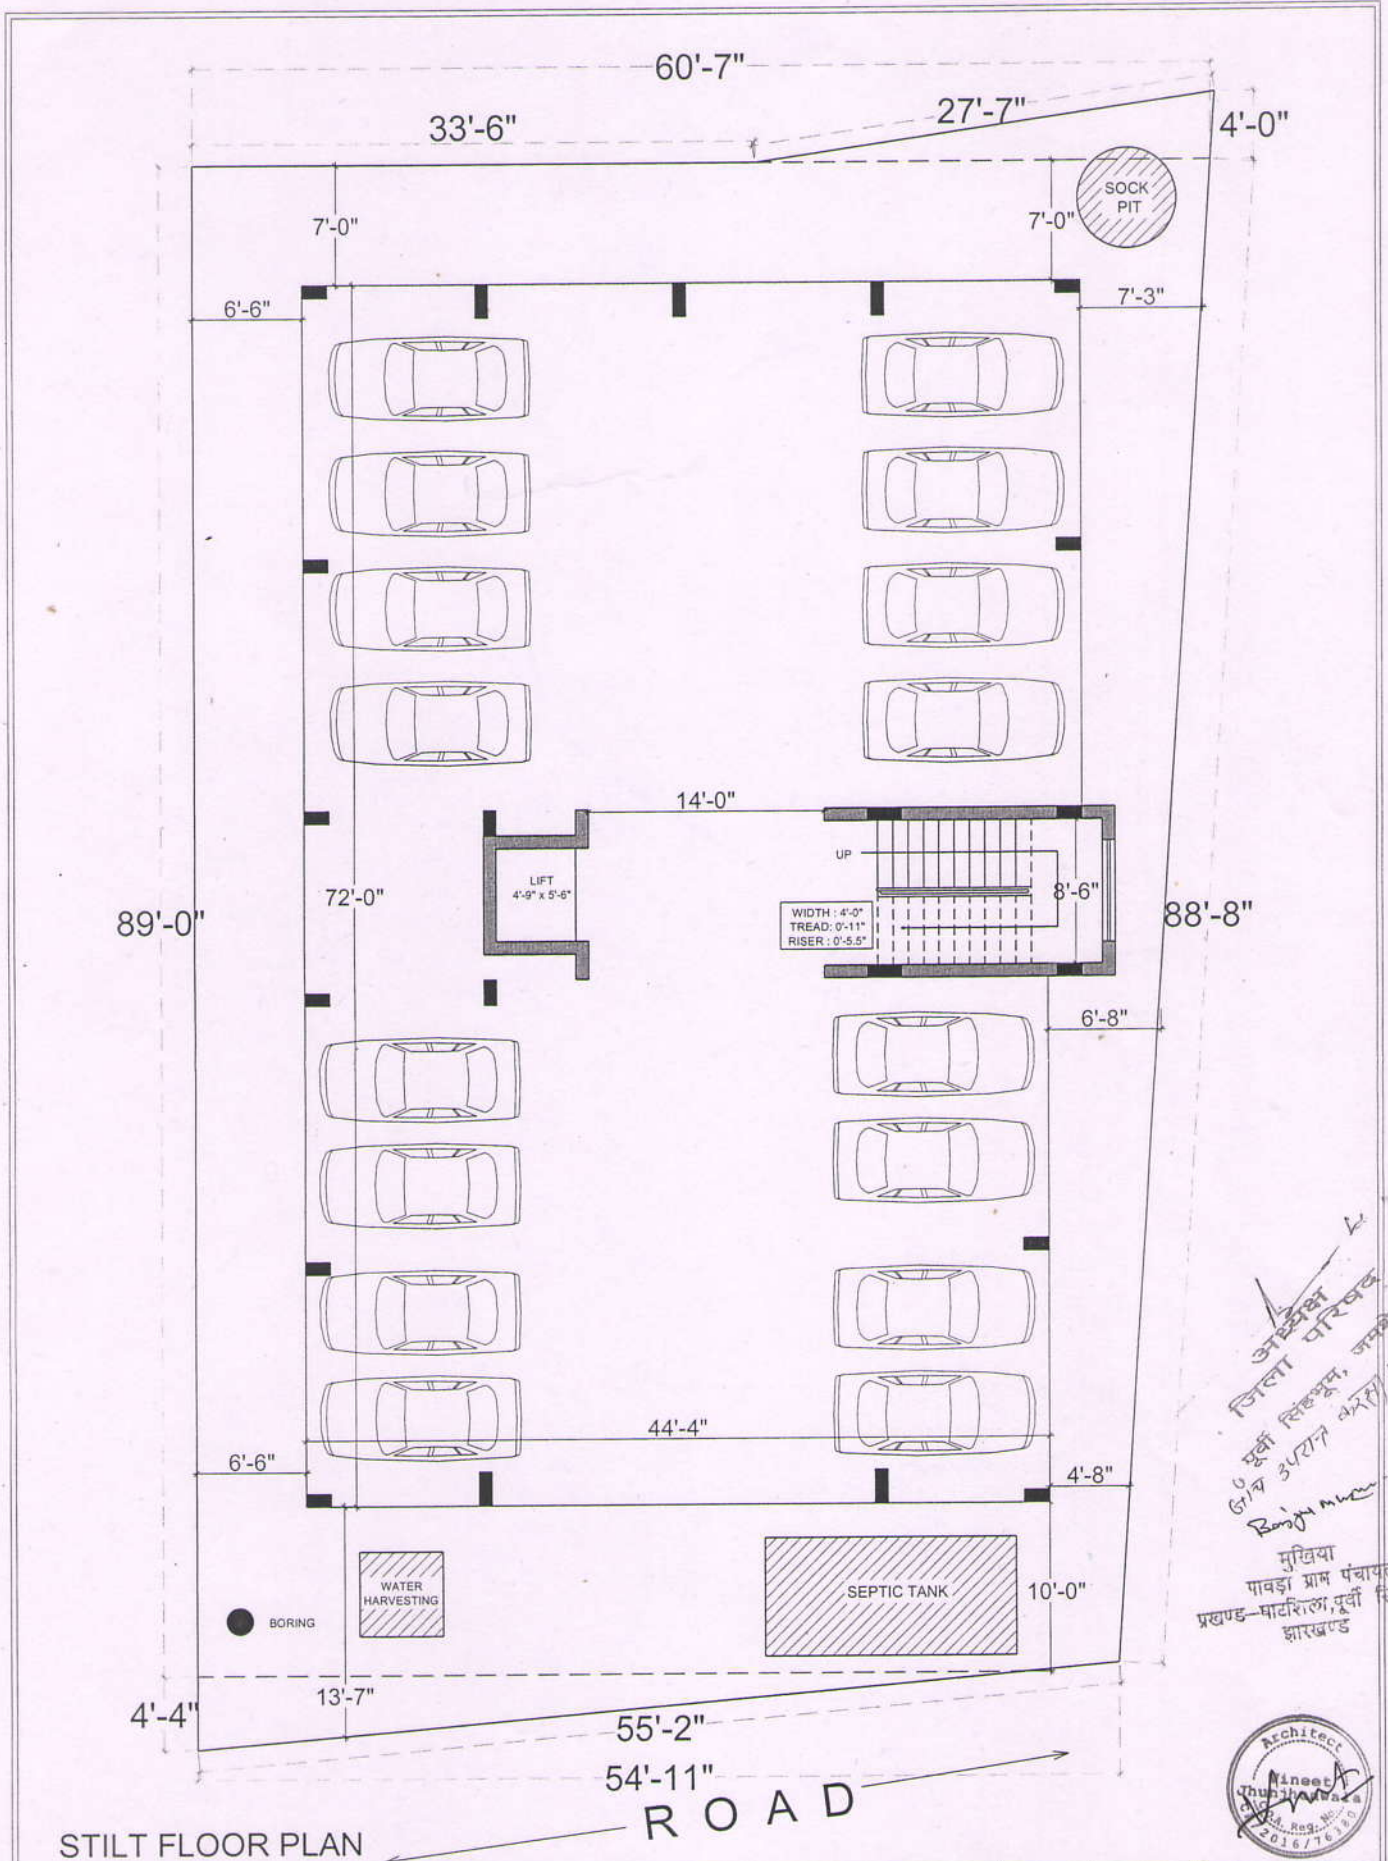 60'-7"
33'-6"
27'-7"
4'-0"
SOCK
PIT
7'-0"
7'-0"
6'-6"
7'-3"
14'-0"
UP
LIFT
4'-9" x 5'-6"
72'-0"
8'-6"
WIDTH : 4'-0"
TREAD: 0'-11"
RISER : 0'-5.5"
89'-0"
88'-8"
6'-8"
44'-4"
6'-6"
4'-8"
अध्यक्ष
जिला परिषद
पूर्वी सिंहभूम,
मुखिया
पावड़ा ग्राम
प्रखण्ड-घाटशिला, पूर्वी
झारखण्ड
WATER
HARVESTING
SEPTIC TANK
10'-0"
BORING
13'-7"
4'-4"
55'-2"
54'-11"
ROAD
STILT FLOOR PLAN
Architect
Vineet
Jhunjhunwala
Reg. No.